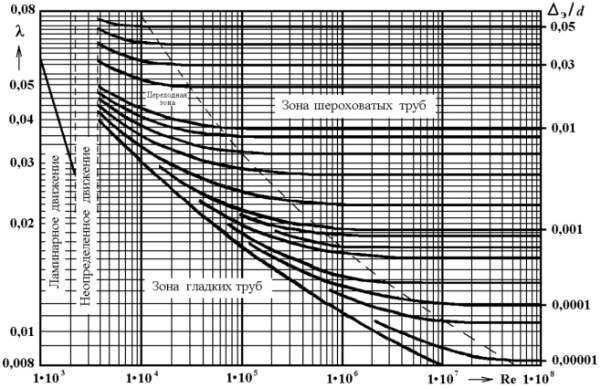 0,08
λ
0,05
0,04
0,03
0,02
0,01
0,008
Δэ/d
0,05
0,03
0,01
0,001
0,0001
0,00001
Переходная
зона
Зона шероховатых труб
Ламинарное движение
Неопределенное движение
Зона гладких труб
1•10³
1•10⁴
1•10⁵
1•10⁶
1•10⁷
1•10⁸
Re